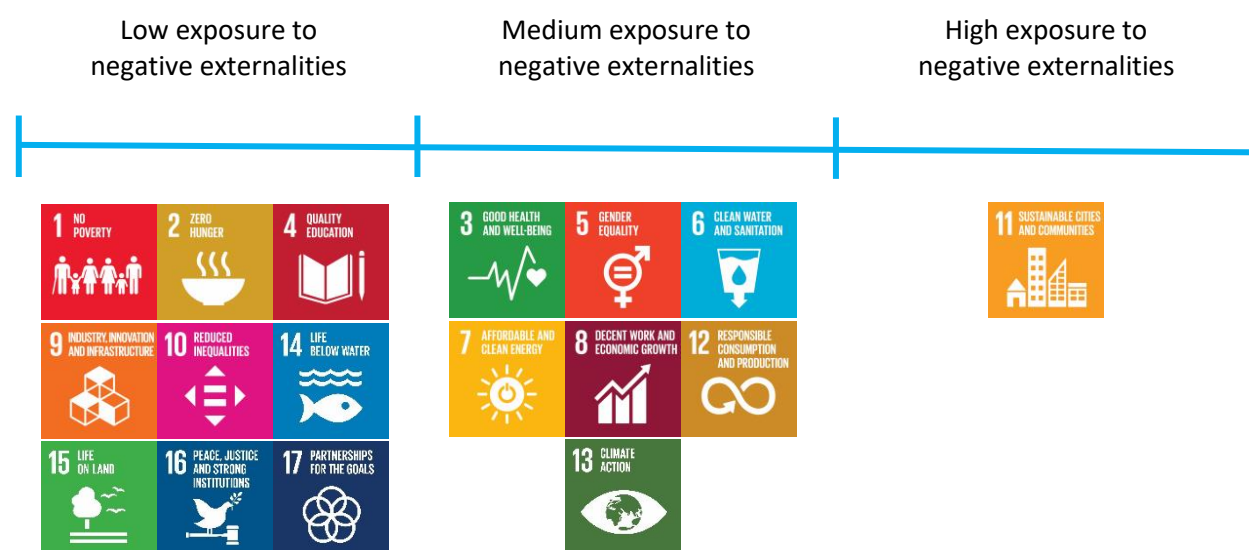 Low exposure to
negative externalities
Medium exposure to
negative externalities
High exposure to
negative externalities
1 NO
POVERTY
2 ZERO
HUNGER
4 QUALITY
EDUCATION
9 INDUSTRY, INNOVATION
AND INFRASTRUCTURE
10 REDUCED
INEQUALITIES
14 LIFE
BELOW WATER
15 LIFE
ON LAND
16 PEACE, JUSTICE
AND STRONG
INSTITUTIONS
17 PARTNERSHIPS
FOR THE GOALS
3 GOOD HEALTH
AND WELL-BEING
5 GENDER
EQUALITY
6 CLEAN WATER
AND SANITATION
7 AFFORDABLE AND
CLEAN ENERGY
8 DECENT WORK AND
ECONOMIC GROWTH
12 RESPONSIBLE
CONSUMPTION
AND PRODUCTION
13 CLIMATE
ACTION
11 SUSTAINABLE CITIES
AND COMMUNITIES